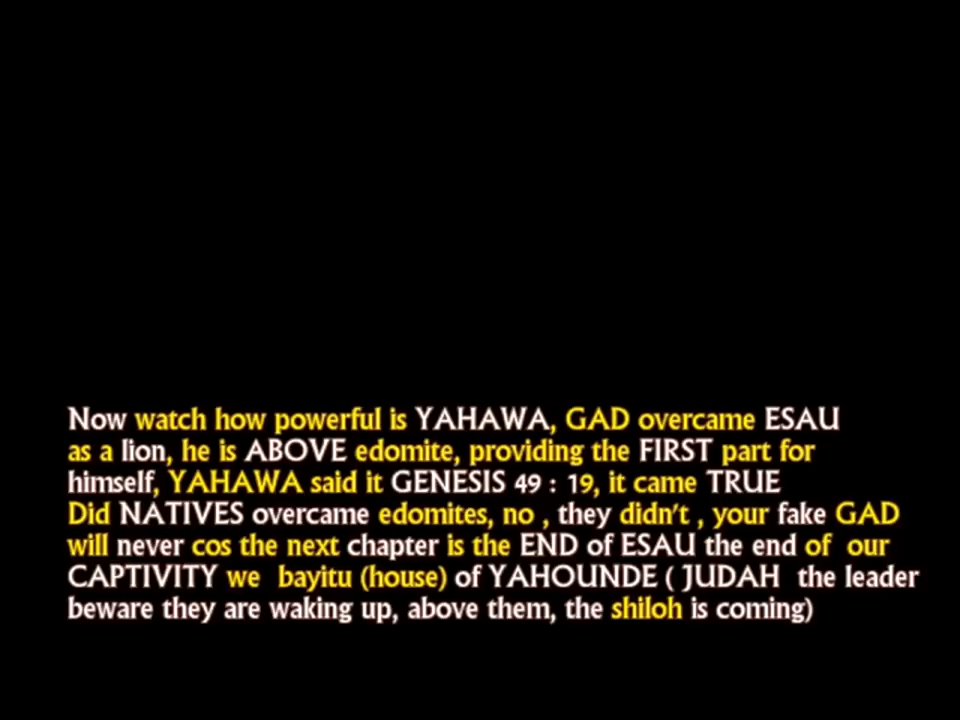 Now watch how powerful is YAHAWA, GAD overcame ESAU
as a lion, he is ABOVE edomite, providing the FIRST part for
himself, YAHAWA said it GENESIS 49 : 19, it came TRUE
Did NATIVES overcame edomites, no , they didn't , your fake GAD
will never cos the next chapter is the END of ESAU the end of our
CAPTIVITY we bayitu (house) of YAHOUNDE ( JUDAH the leader
beware they are waking up, above them, the shiloh is coming)